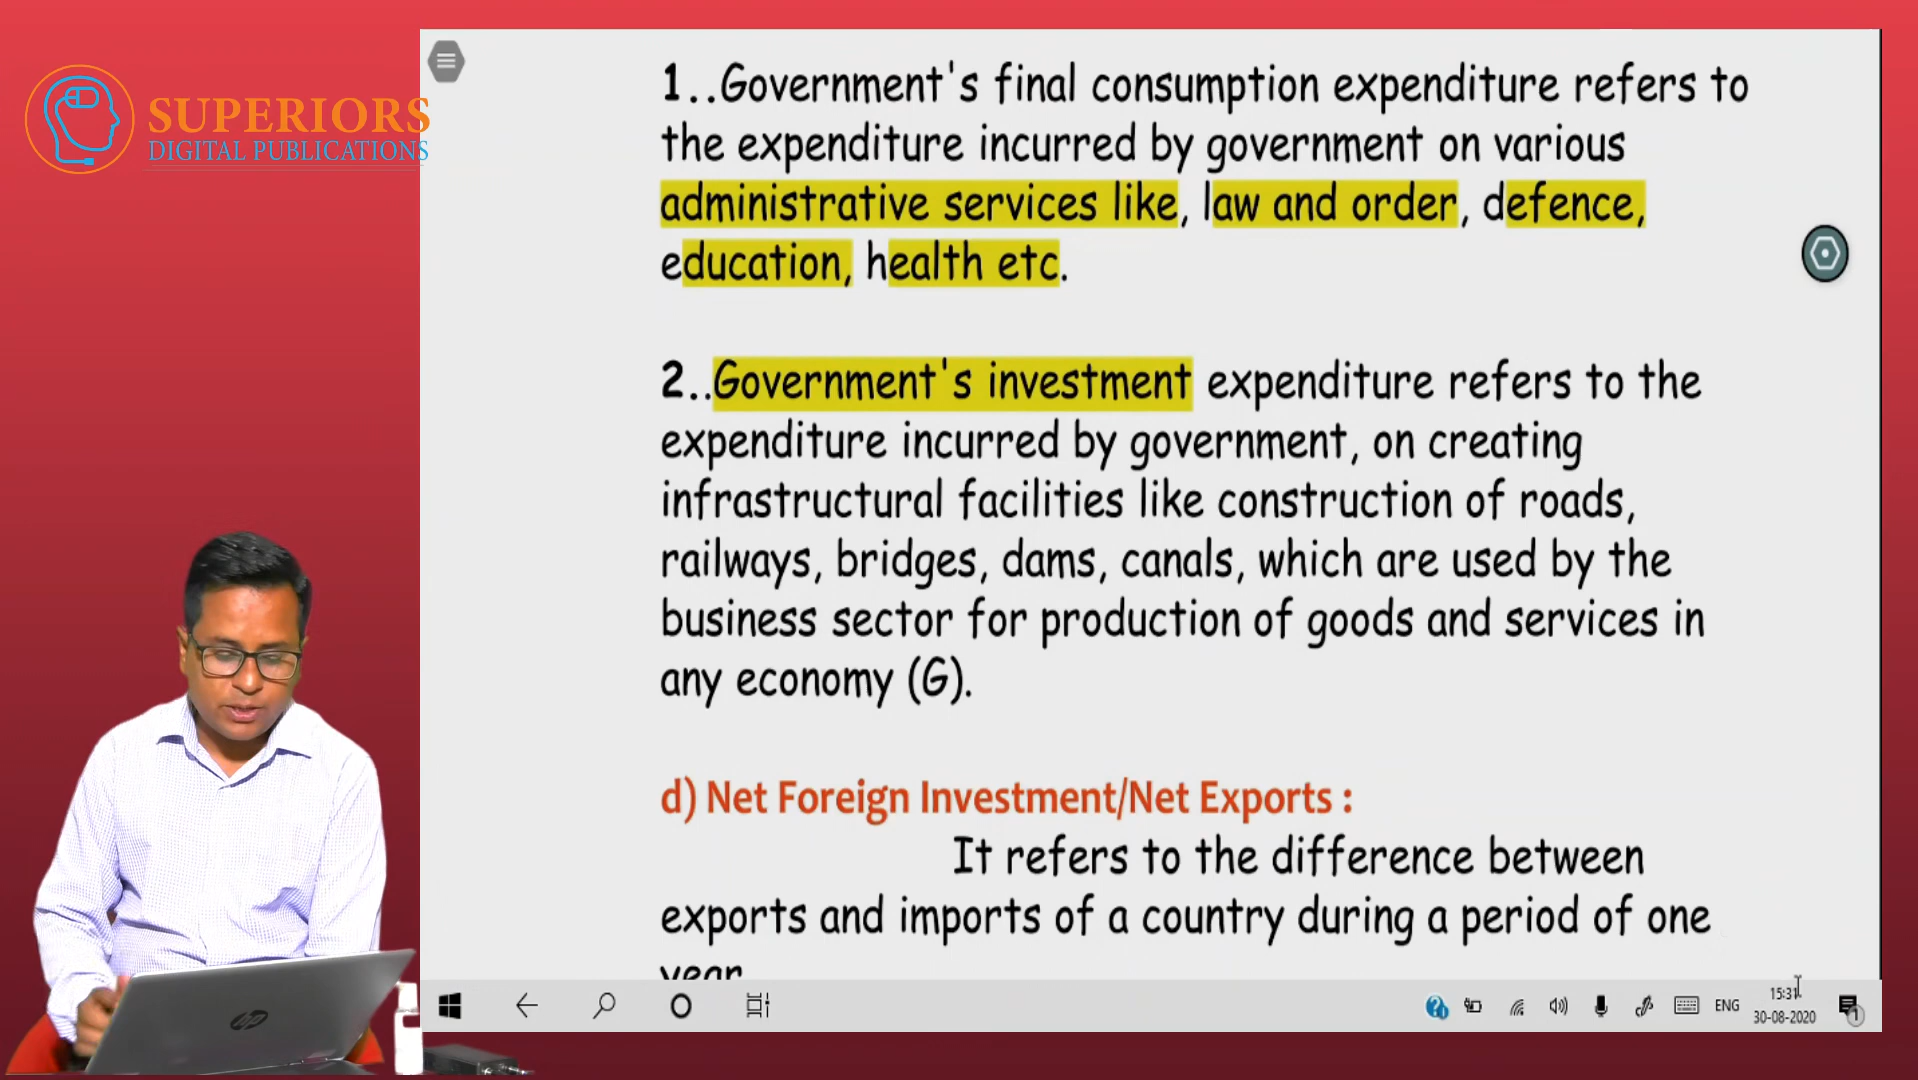 SUPERIORS
DIGITAL PUBLICATIONS
1..Government's final consumption expenditure refers to
the expenditure incurred by government on various
administrative services like, law and order, defence,
education, health etc.
2..Government's investment expenditure refers to the
expenditure incurred by government, on creating
infrastructural facilities like construction of roads,
railways, bridges, dams, canals, which are used by the
business sector for production of goods and services in
any economy (G).
d) Net Foreign Investment/Net Exports :
It refers to the difference between
exports and imports of a country during a period of one
year
hp
ENG
15:31
30-08-2020
1